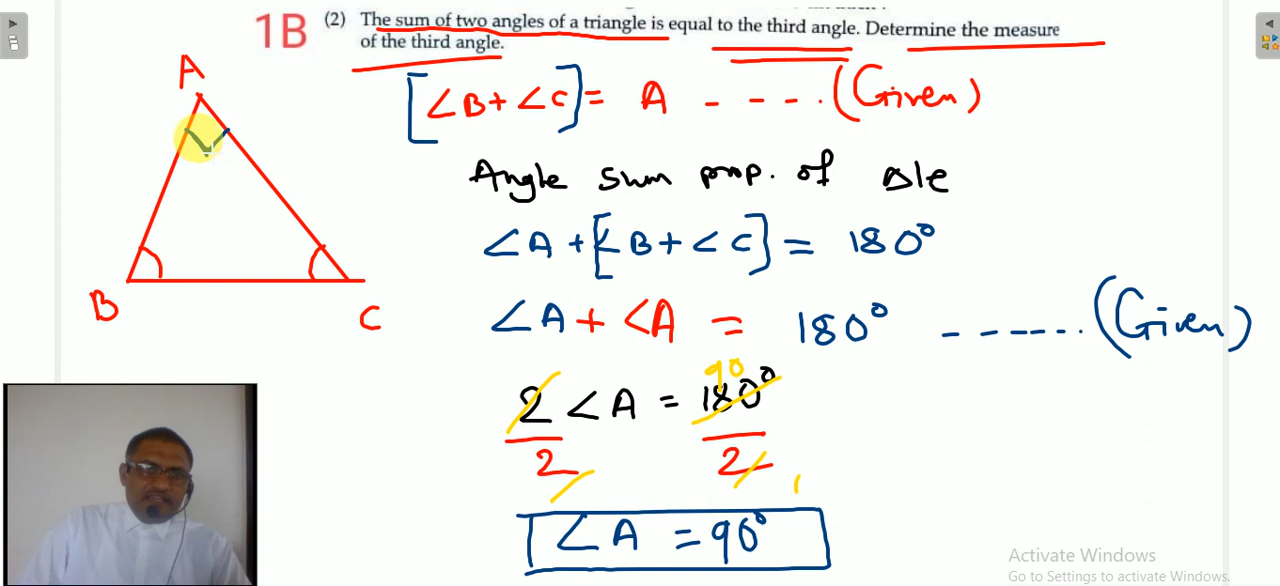 1B (2) The sum of two angles of a triangle is equal to the third angle. Determine the measure
of the third angle.
A
[∠B + ∠C] = A - - - - . (Given)
Angle sum prop. of Δle
∠A + [∠B + ∠C] = 180°
B
C
∠A + ∠A = 180° - - - - - - . (Given)
90
2∠A = 180°
2 2
∠A = 90°
Activate Windows
Go to Settings to activate Windows.